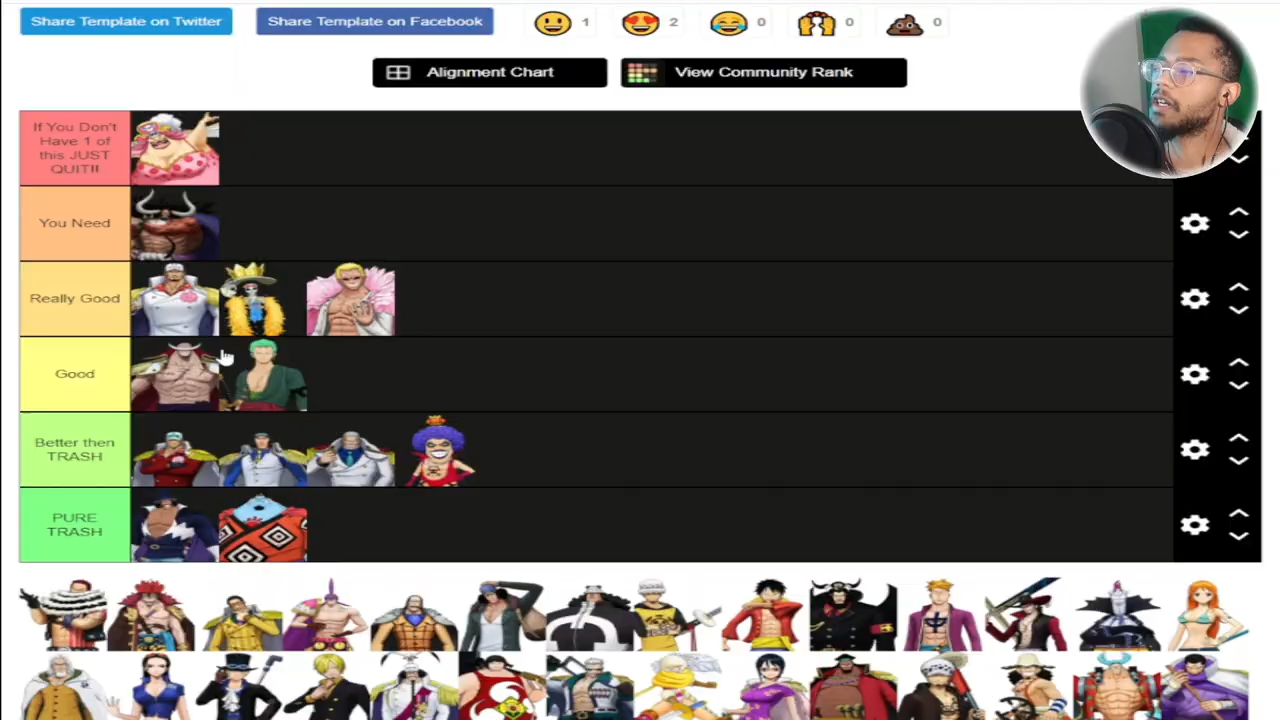 Share Template on Twitter
Share Template on Facebook
1
2
0
0
0
Alignment Chart
View Community Rank
If You Don't
Have 1 of
this JUST
QUIT!!
You Need
Really Good
Good
Better then
TRASH
PURE
TRASH